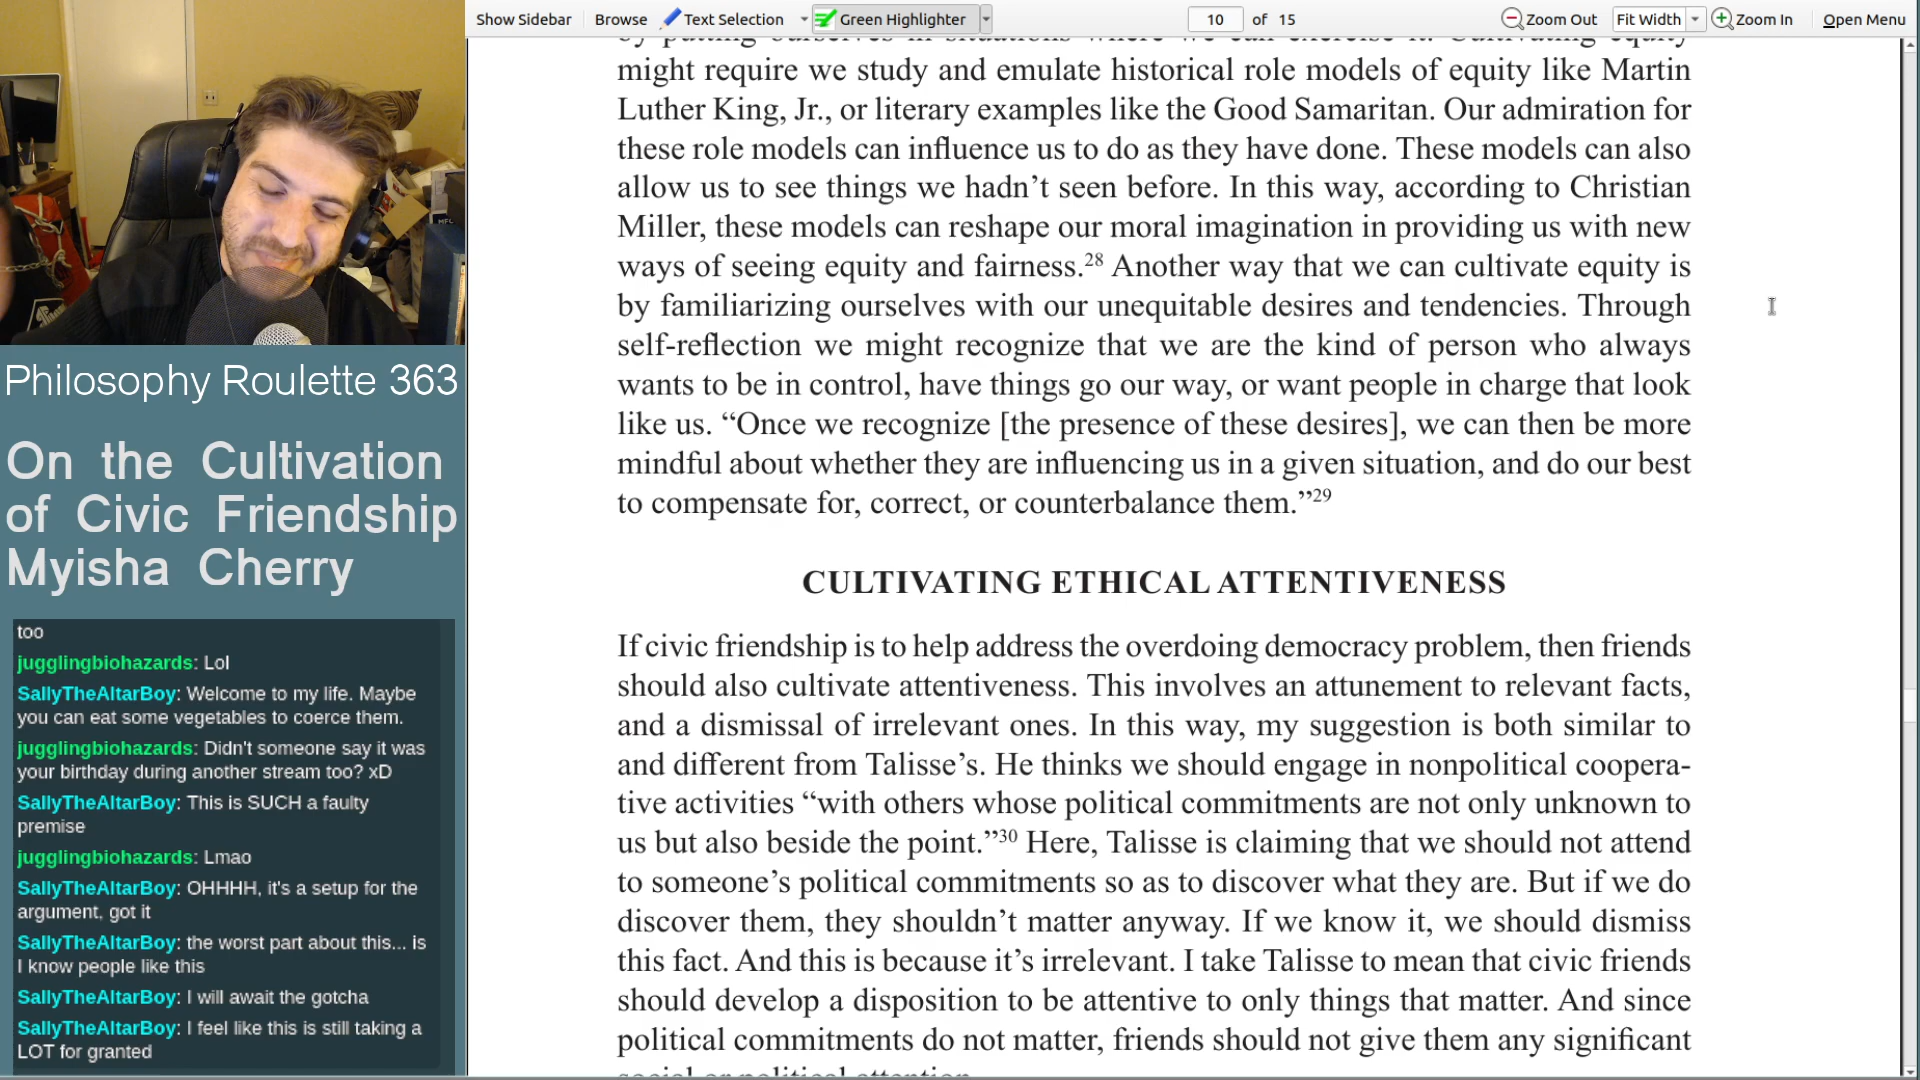 Show Sidebar
Browse
Text Selection
Green Highlighter
10 of 15
Zoom Out
Fit Width
Zoom In
Open Menu
by putting ourselves in situations where we can exercise it. Cultivating equity
might require we study and emulate historical role models of equity like Martin
Luther King, Jr., or literary examples like the Good Samaritan. Our admiration for
these role models can influence us to do as they have done. These models can also
allow us to see things we hadn’t seen before. In this way, according to Christian
Miller, these models can reshape our moral imagination in providing us with new
ways of seeing equity and fairness.28 Another way that we can cultivate equity is
by familiarizing ourselves with our unequitable desires and tendencies. Through
self-reflection we might recognize that we are the kind of person who always
wants to be in control, have things go our way, or want people in charge that look
like us. “Once we recognize [the presence of these desires], we can then be more
mindful about whether they are influencing us in a given situation, and do our best
to compensate for, correct, or counterbalance them.”29
CULTIVATING ETHICAL ATTENTIVENESS
If civic friendship is to help address the overdoing democracy problem, then friends
should also cultivate attentiveness. This involves an attunement to relevant facts,
and a dismissal of irrelevant ones. In this way, my suggestion is both similar to
and different from Talisse’s. He thinks we should engage in nonpolitical coopera-
tive activities “with others whose political commitments are not only unknown to
us but also beside the point.”30 Here, Talisse is claiming that we should not attend
to someone’s political commitments so as to discover what they are. But if we do
discover them, they shouldn’t matter anyway. If we know it, we should dismiss
this fact. And this is because it’s irrelevant. I take Talisse to mean that civic friends
should develop a disposition to be attentive to only things that matter. And since
political commitments do not matter, friends should not give them any significant
social or political attention.
Philosophy Roulette 363
On the Cultivation
of Civic Friendship
Myisha Cherry
too
jugglingbiohazards: Lol
SallyTheAltarBoy: Welcome to my life. Maybe
you can eat some vegetables to coerce them.
jugglingbiohazards: Didn't someone say it was
your birthday during another stream too? xD
SallyTheAltarBoy: This is SUCH a faulty
premise
jugglingbiohazards: Lmao
SallyTheAltarBoy: OHHHH, it's a setup for the
argument, got it
SallyTheAltarBoy: the worst part about this... is
I know people like this
SallyTheAltarBoy: I will await the gotcha
SallyTheAltarBoy: I feel like this is still taking a
LOT for granted